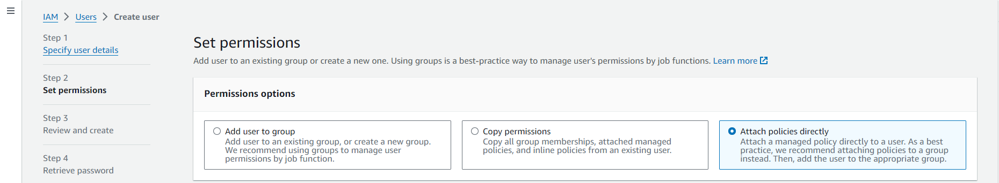 IAM > Users > Create user
Step 1
Specify user details
Step 2
Set permissions
Step 3
Review and create
Step 4
Retrieve password
Set permissions
Add user to an existing group or create a new one. Using groups is a best-practice way to manage user's permissions by job functions. Learn more
Permissions options
Add user to group
Add user to an existing group, or create a new group.
We recommend using groups to manage user
permissions by job function.
Copy permissions
Copy all group memberships, attached managed
policies, and inline policies from an existing user.
Attach policies directly
Attach a managed policy directly to a user. As a best
practice, we recommend attaching policies to a group
instead. Then, add the user to the appropriate group.